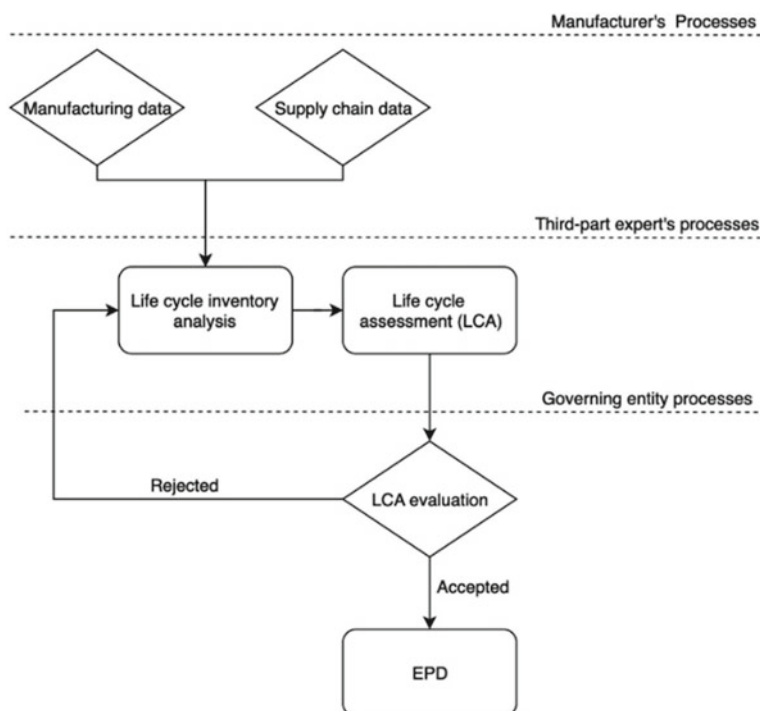 Manufacturer's Processes
Manufacturing data
Supply chain data
Third-part expert's processes
Life cycle inventory
analysis
Life cycle
assessment (LCA)
Governing entity processes
Rejected
LCA evaluation
Accepted
EPD